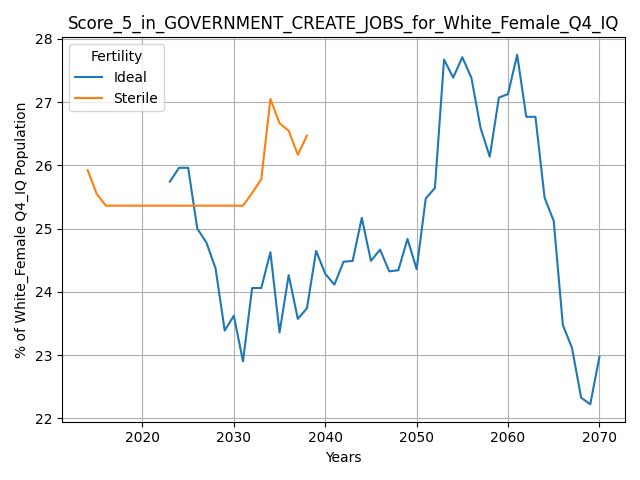 Score_5_in_GOVERNMENT_CREATE_JOBS_for_White_Female_Q4_IQ
Fertility
Ideal
Sterile
% of White_Female Q4_IQ Population
28
27
26
25
24
23
22
2020
2030
2040
2050
2060
2070
Years